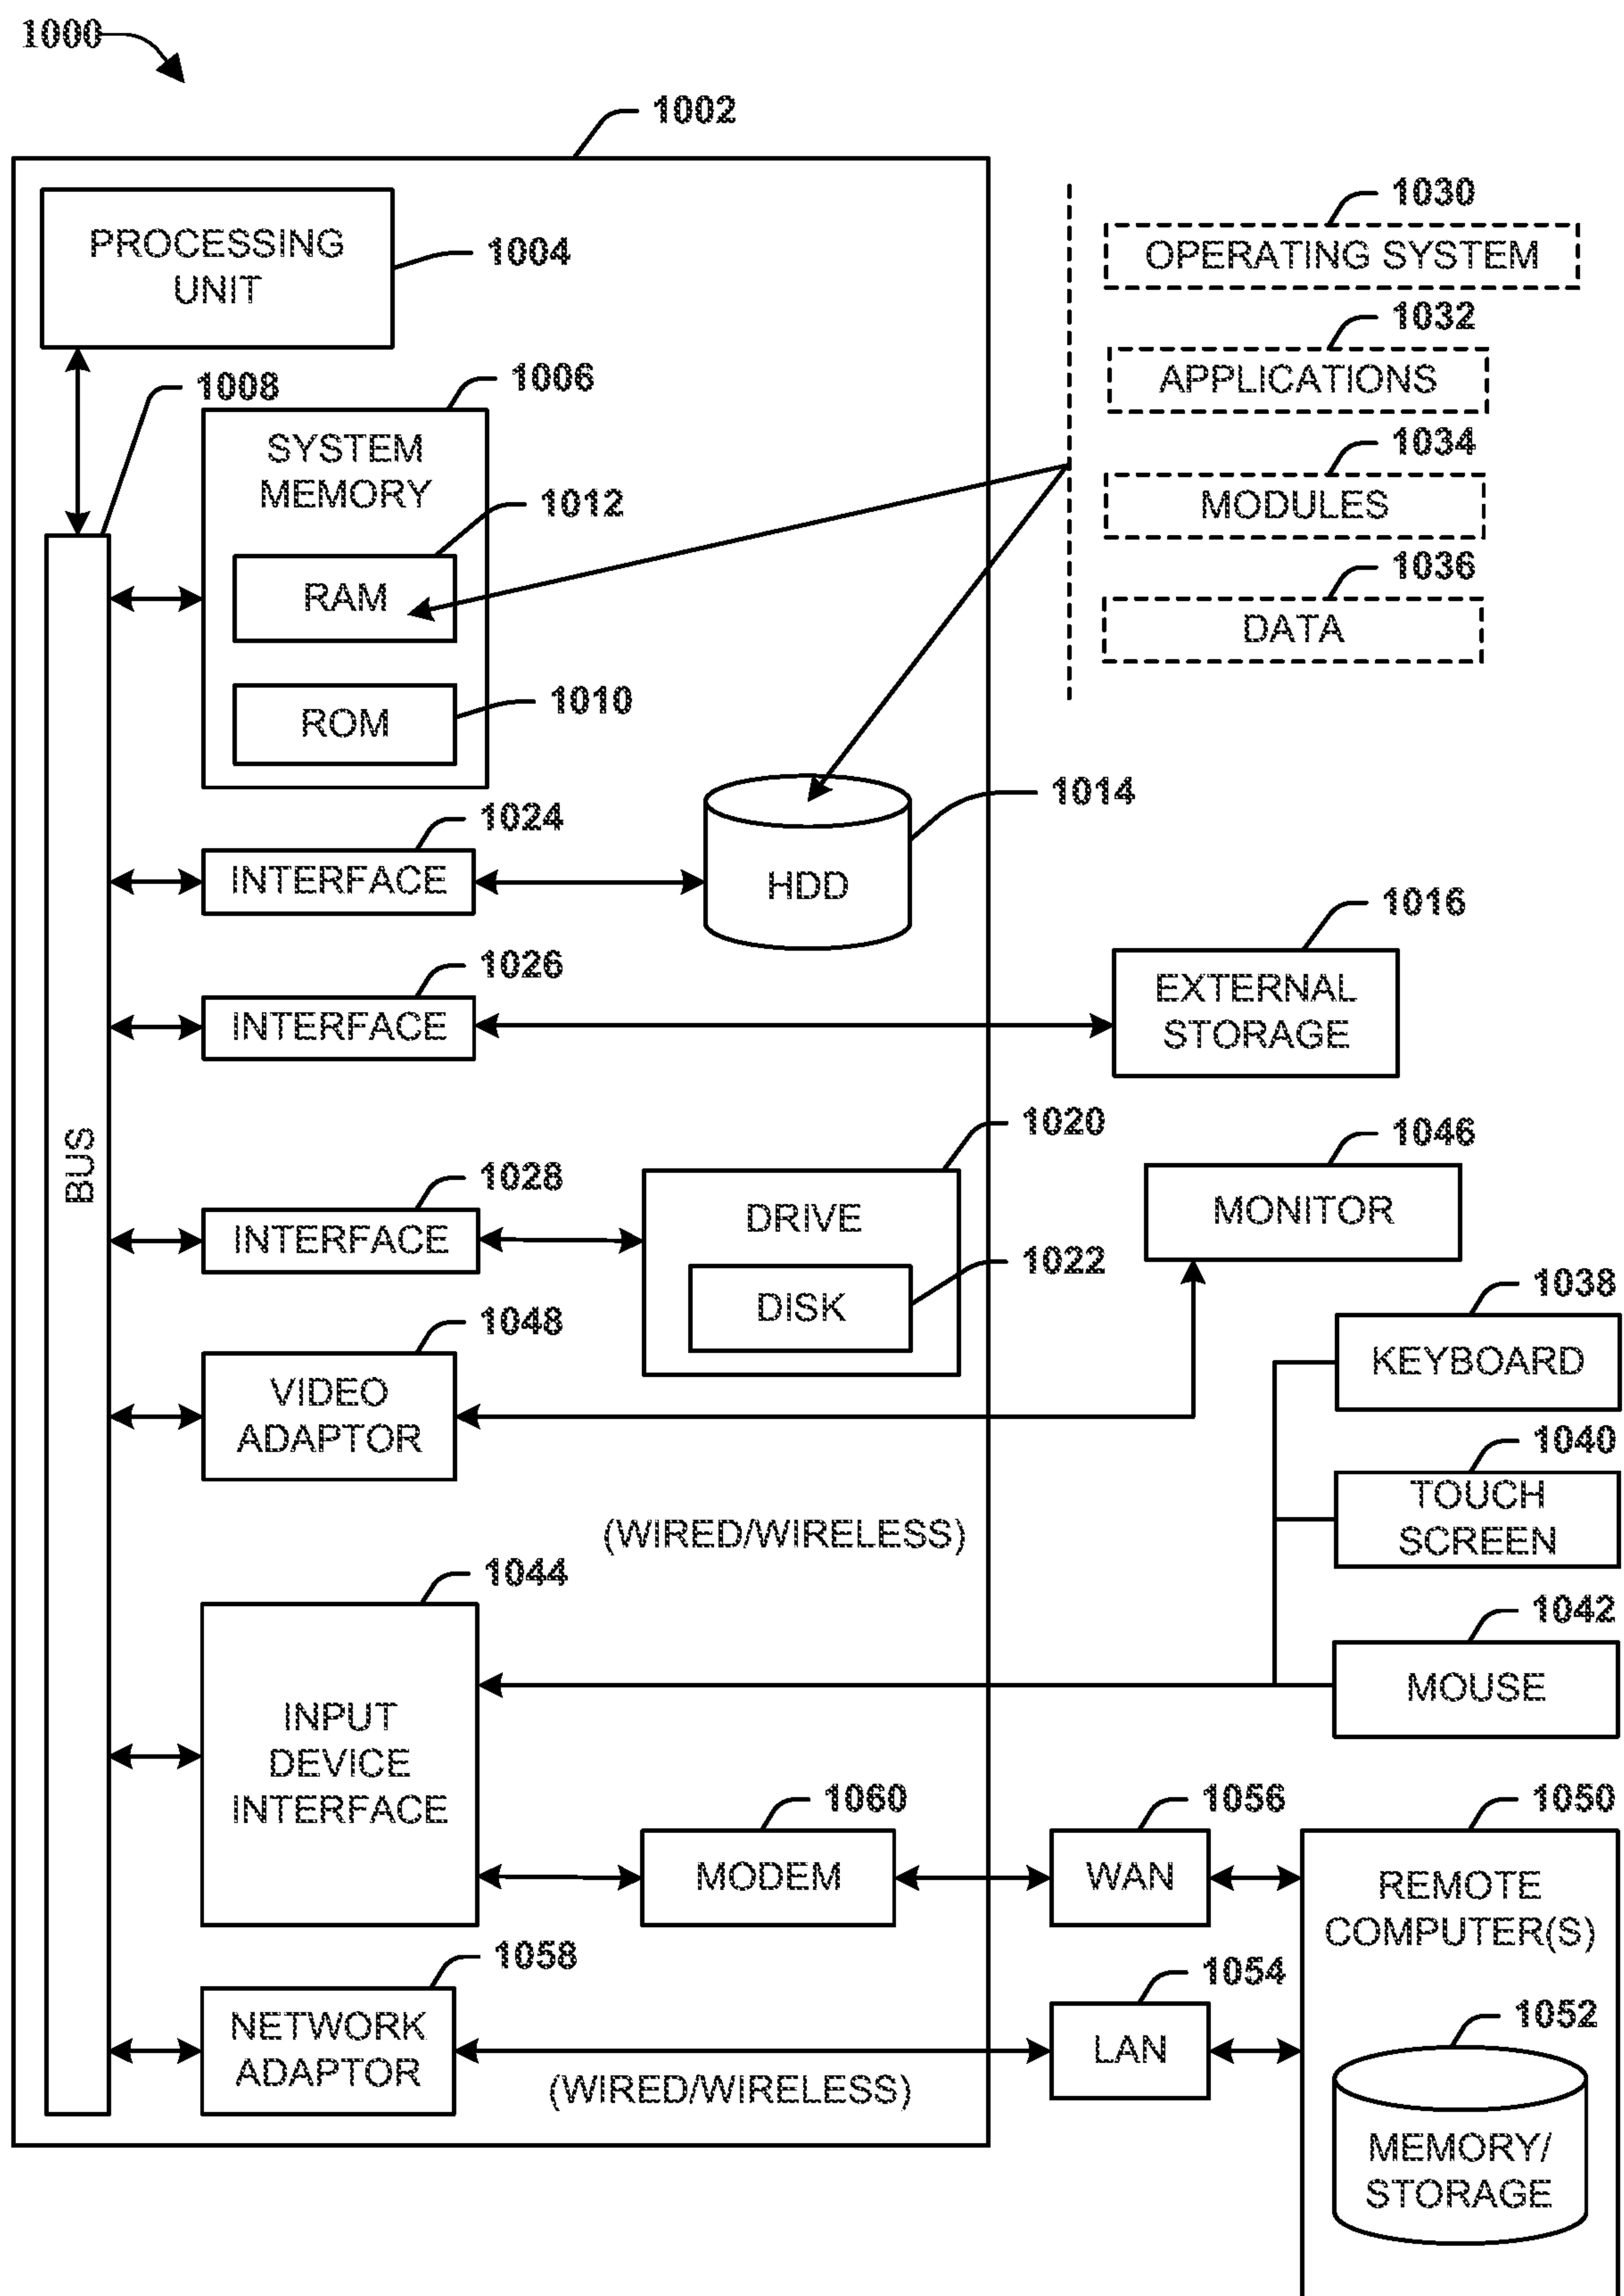 1000
1002
PROCESSING
UNIT
1004
1030
OPERATING SYSTEM
1032
APPLICATIONS
1034
MODULES
1036
DATA
1008
1006
SYSTEM
MEMORY
1012
RAM
1010
ROM
1014
HDD
1024
INTERFACE
1016
EXTERNAL
STORAGE
1026
INTERFACE
BUS
1020
DRIVE
1022
DISK
1028
INTERFACE
1046
MONITOR
1048
VIDEO
ADAPTOR
1038
KEYBOARD
1040
TOUCH
SCREEN
(WIRED/WIRELESS)
1042
MOUSE
1044
INPUT
DEVICE
INTERFACE
1060
MODEM
1056
WAN
1050
REMOTE
COMPUTER(S)
1058
NETWORK
ADAPTOR
(WIRED/WIRELESS)
1054
LAN
1052
MEMORY/
STORAGE